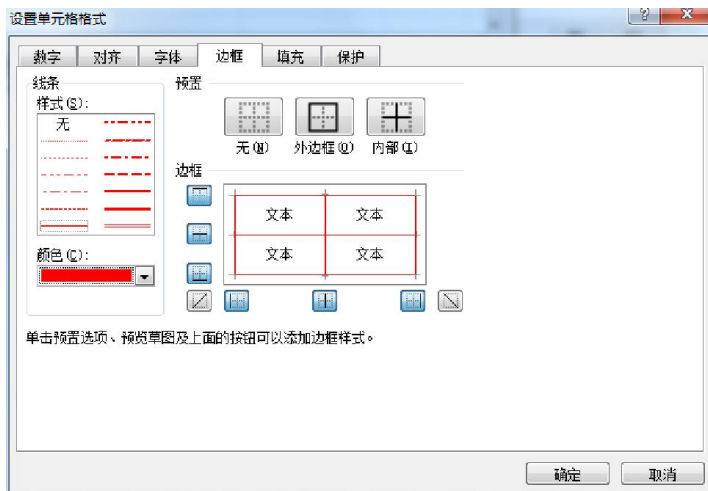 设置单元格格式
数字 对齐 字体 边框 填充 保护
线条
样式(S):
无
颜色(C):
预置
无(N) 外边框(O) 内部(I)
边框
文本 文本
文本 文本
单击预置选项、预览草图及上面的按钮可以添加边框样式。
确定 取消